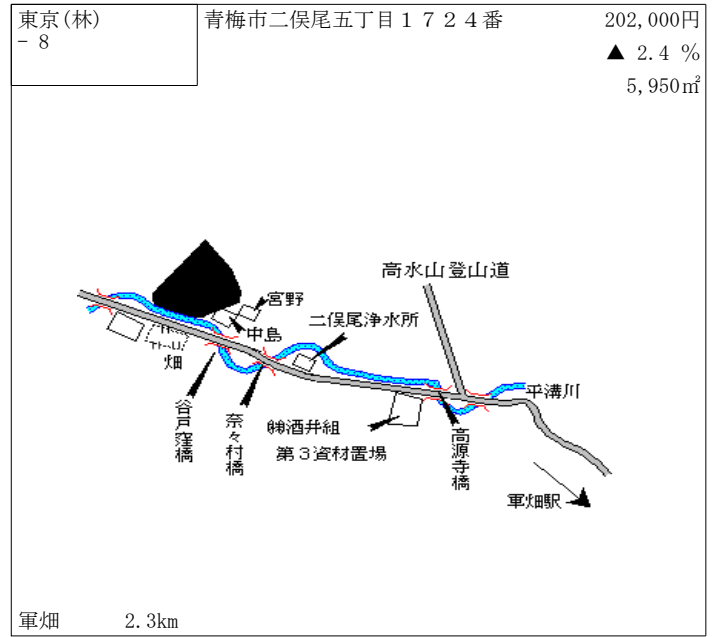 東京(林)
- 8
青梅市二俣尾五丁目１７２４番
202,000円
▲ 2.4 %
5,950㎡
高水山登山道
宮野
中島
二俣尾浄水所
畑
平溝川
谷戸窪橋
奈々村橋
㈱酒井組
第３資材置場
高源寺橋
軍畑駅
軍畑 2.3km